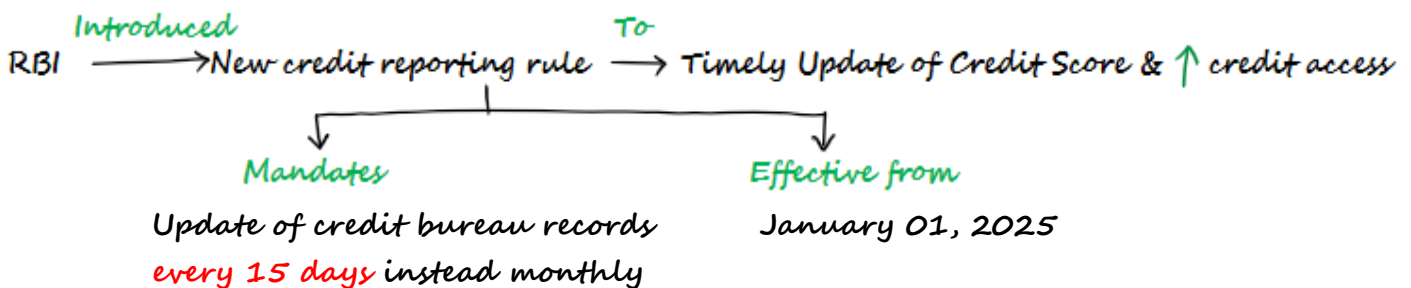 Introduced To
RBI New credit reporting rule Timely Update of Credit Score & ↑ credit access
Mandates Effective from
Update of credit bureau records January 01, 2025
every 15 days instead monthly